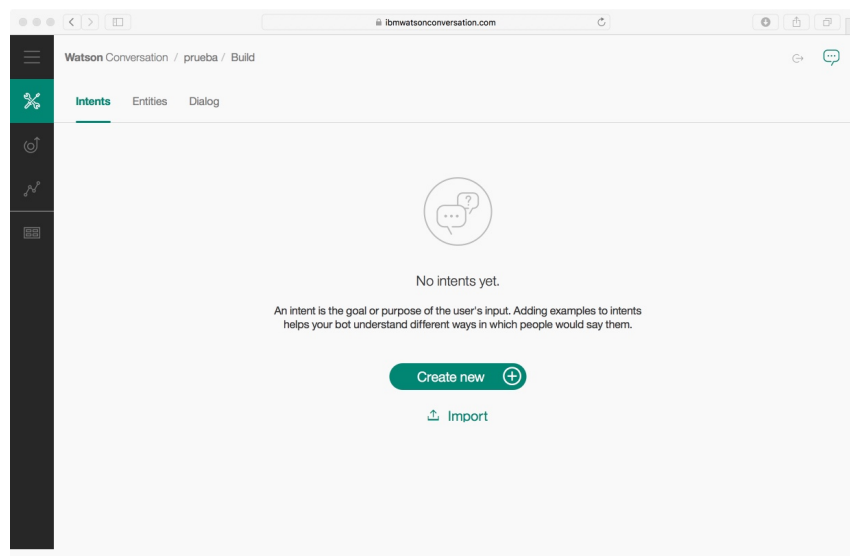 ibmwatsonconversation.com
Watson Conversation / prueba / Build
Intents Entities Dialog
?
No intents yet.
An intent is the goal or purpose of the user's input. Adding examples to intents
helps your bot understand different ways in which people would say them.
Create new
Import